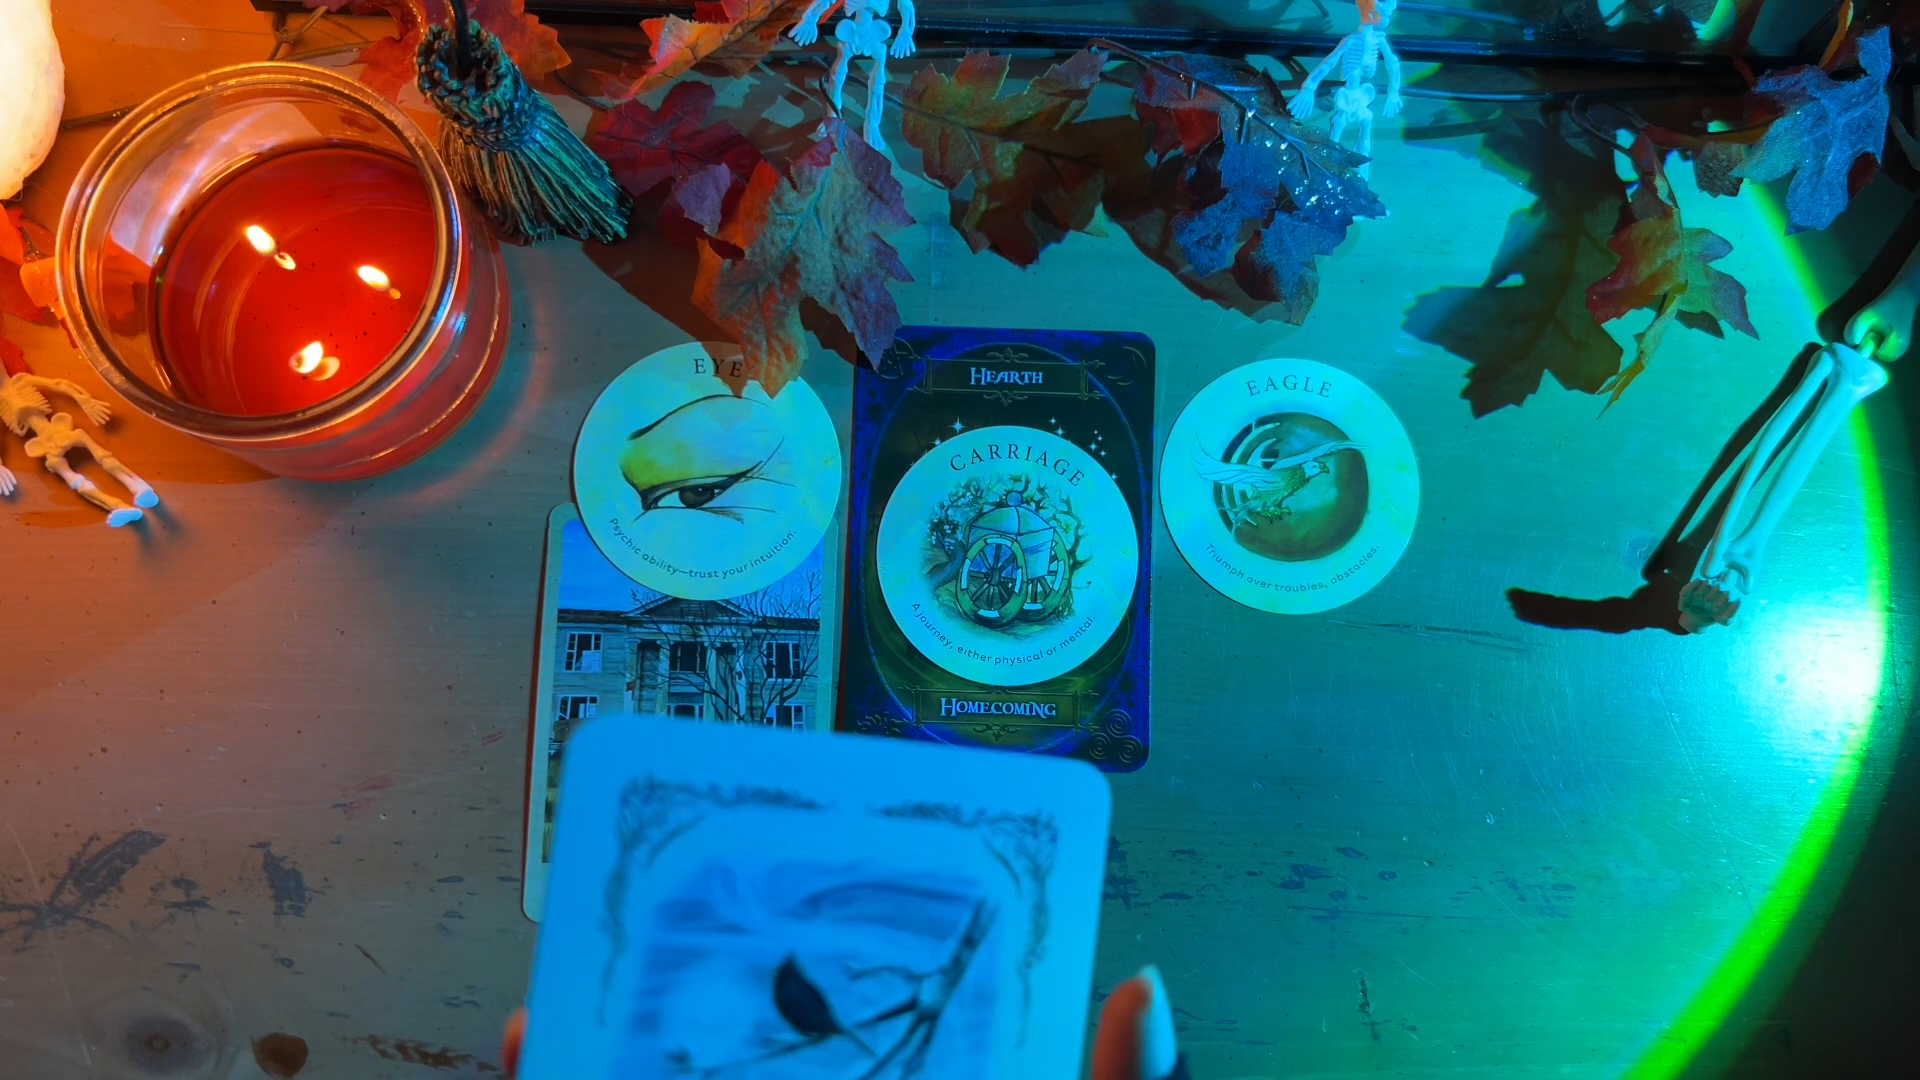 EYE
Psychic ability—trust your intuition.
HEARTH
CARRIAGE
A journey, either physical or mental.
HOMECOMING
EAGLE
Triumph over troubles, obstacles.